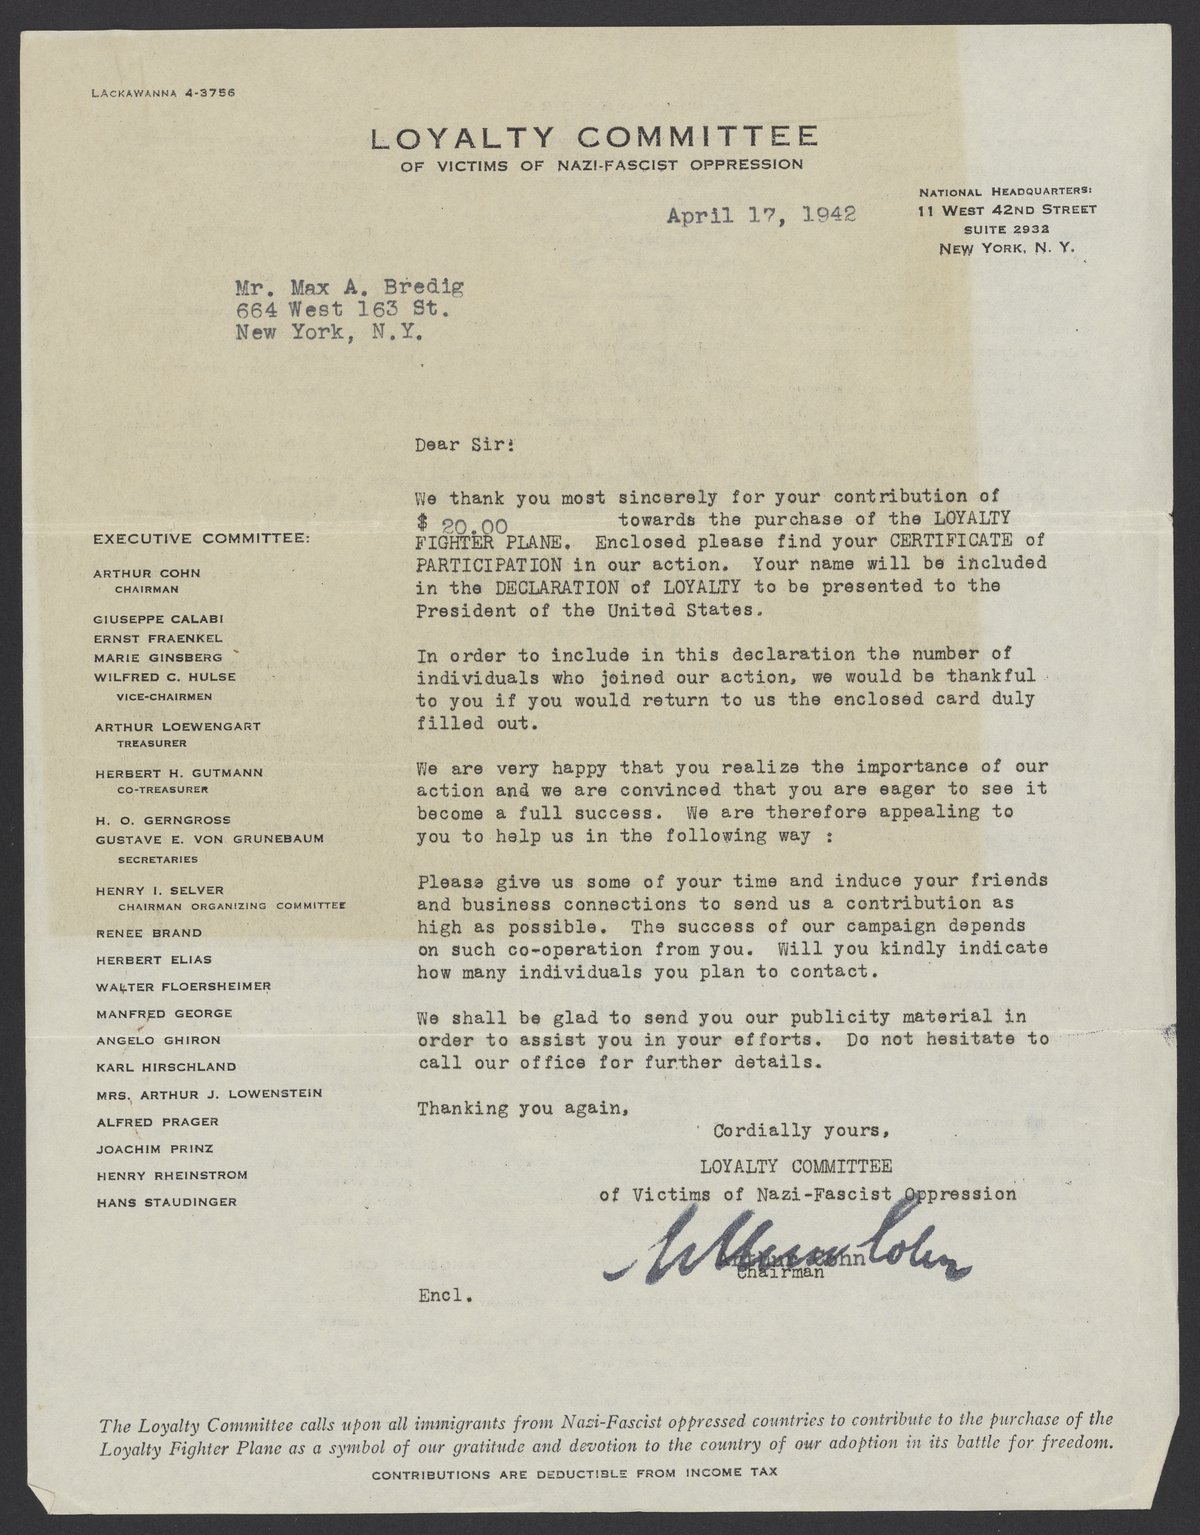 LACKAWANNA 4-3756
LOYALTY COMMITTEE
OF VICTIMS OF NAZI-FASCIST OPPRESSION
NATIONAL HEADQUARTERS:
11 WEST 42ND STREET
SUITE 2932
NEW YORK, N. Y.
April 17, 1942
Mr. Max A. Bredig
664 West 163 St.
New York, N.Y.
EXECUTIVE COMMITTEE:
ARTHUR COHN
CHAIRMAN
GIUSEPPE CALABI
ERNST FRAENKEL
MARIE GINSBERG
WILFRED C. HULSE
VICE-CHAIRMEN
ARTHUR LOEWENGART
TREASURER
HERBERT H. GUTMANN
CO-TREASURER
H. O. GERNGROSS
GUSTAVE E. VON GRUNEBAUM
SECRETARIES
HENRY I. SELVER
CHAIRMAN ORGANIZING COMMITTEE
RENEE BRAND
HERBERT ELIAS
WALTER FLOERSHEIMER
MANFRED GEORGE
ANGELO GHIRON
KARL HIRSCHLAND
MRS. ARTHUR J. LOWENSTEIN
ALFRED PRAGER
JOACHIM PRINZ
HENRY RHEINSTROM
HANS STAUDINGER
Dear Sir:
We thank you most sincerely for your contribution of
$ 20.00 towards the purchase of the LOYALTY
FIGHTER PLANE. Enclosed please find your CERTIFICATE of
PARTICIPATION in our action. Your name will be included
in the DECLARATION of LOYALTY to be presented to the
President of the United States.
In order to include in this declaration the number of
individuals who joined our action, we would be thankful
to you if you would return to us the enclosed card duly
filled out.
We are very happy that you realize the importance of our
action and we are convinced that you are eager to see it
become a full success. We are therefore appealing to
you to help us in the following way :
Please give us some of your time and induce your friends
and business connections to send us a contribution as
high as possible. The success of our campaign depends
on such co-operation from you. Will you kindly indicate
how many individuals you plan to contact.
We shall be glad to send you our publicity material in
order to assist you in your efforts. Do not hesitate to
call our office for further details.
Thanking you again,
Cordially yours,
LOYALTY COMMITTEE
of Victims of Nazi-Fascist Oppression
Arthur Cohn
Arthur Cohn
Chairman
Encl.
The Loyalty Committee calls upon all immigrants from Nazi-Fascist oppressed countries to contribute to the purchase of the
Loyalty Fighter Plane as a symbol of our gratitude and devotion to the country of our adoption in its battle for freedom.
CONTRIBUTIONS ARE DEDUCTIBLE FROM INCOME TAX